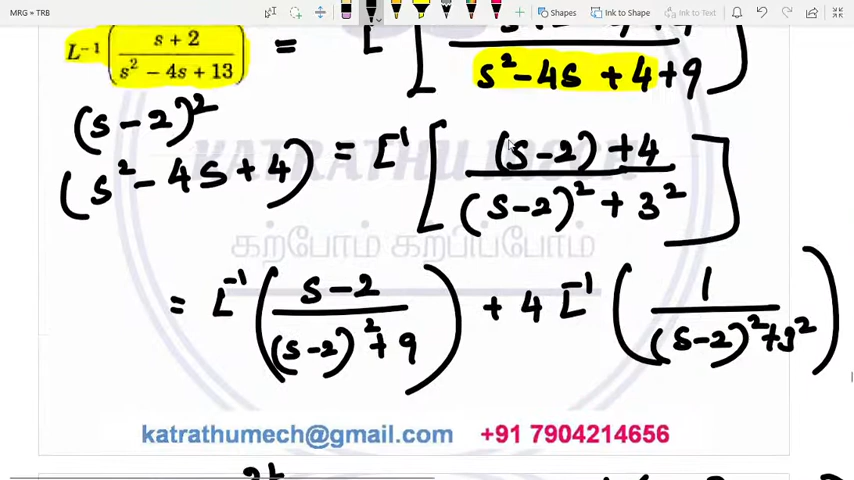 MRG » TRB
Shapes Ink to Shape Ink to Text
L⁻¹ ( s + 2 / s² − 4s + 13 ) = L⁻¹ [ / s² − 4s + 4 + 9 ]
(s − 2)²
(s² − 4s + 4) = L⁻¹ [ (s − 2) + 4 / (s − 2)² + 3² ]
கற்போம் கற்பிப்போம்
= L⁻¹ ( s − 2 / (s − 2)² + 9 ) + 4 L⁻¹ ( 1 / (s − 2)² + 3² )
katrathumech@gmail.com +91 7904214656